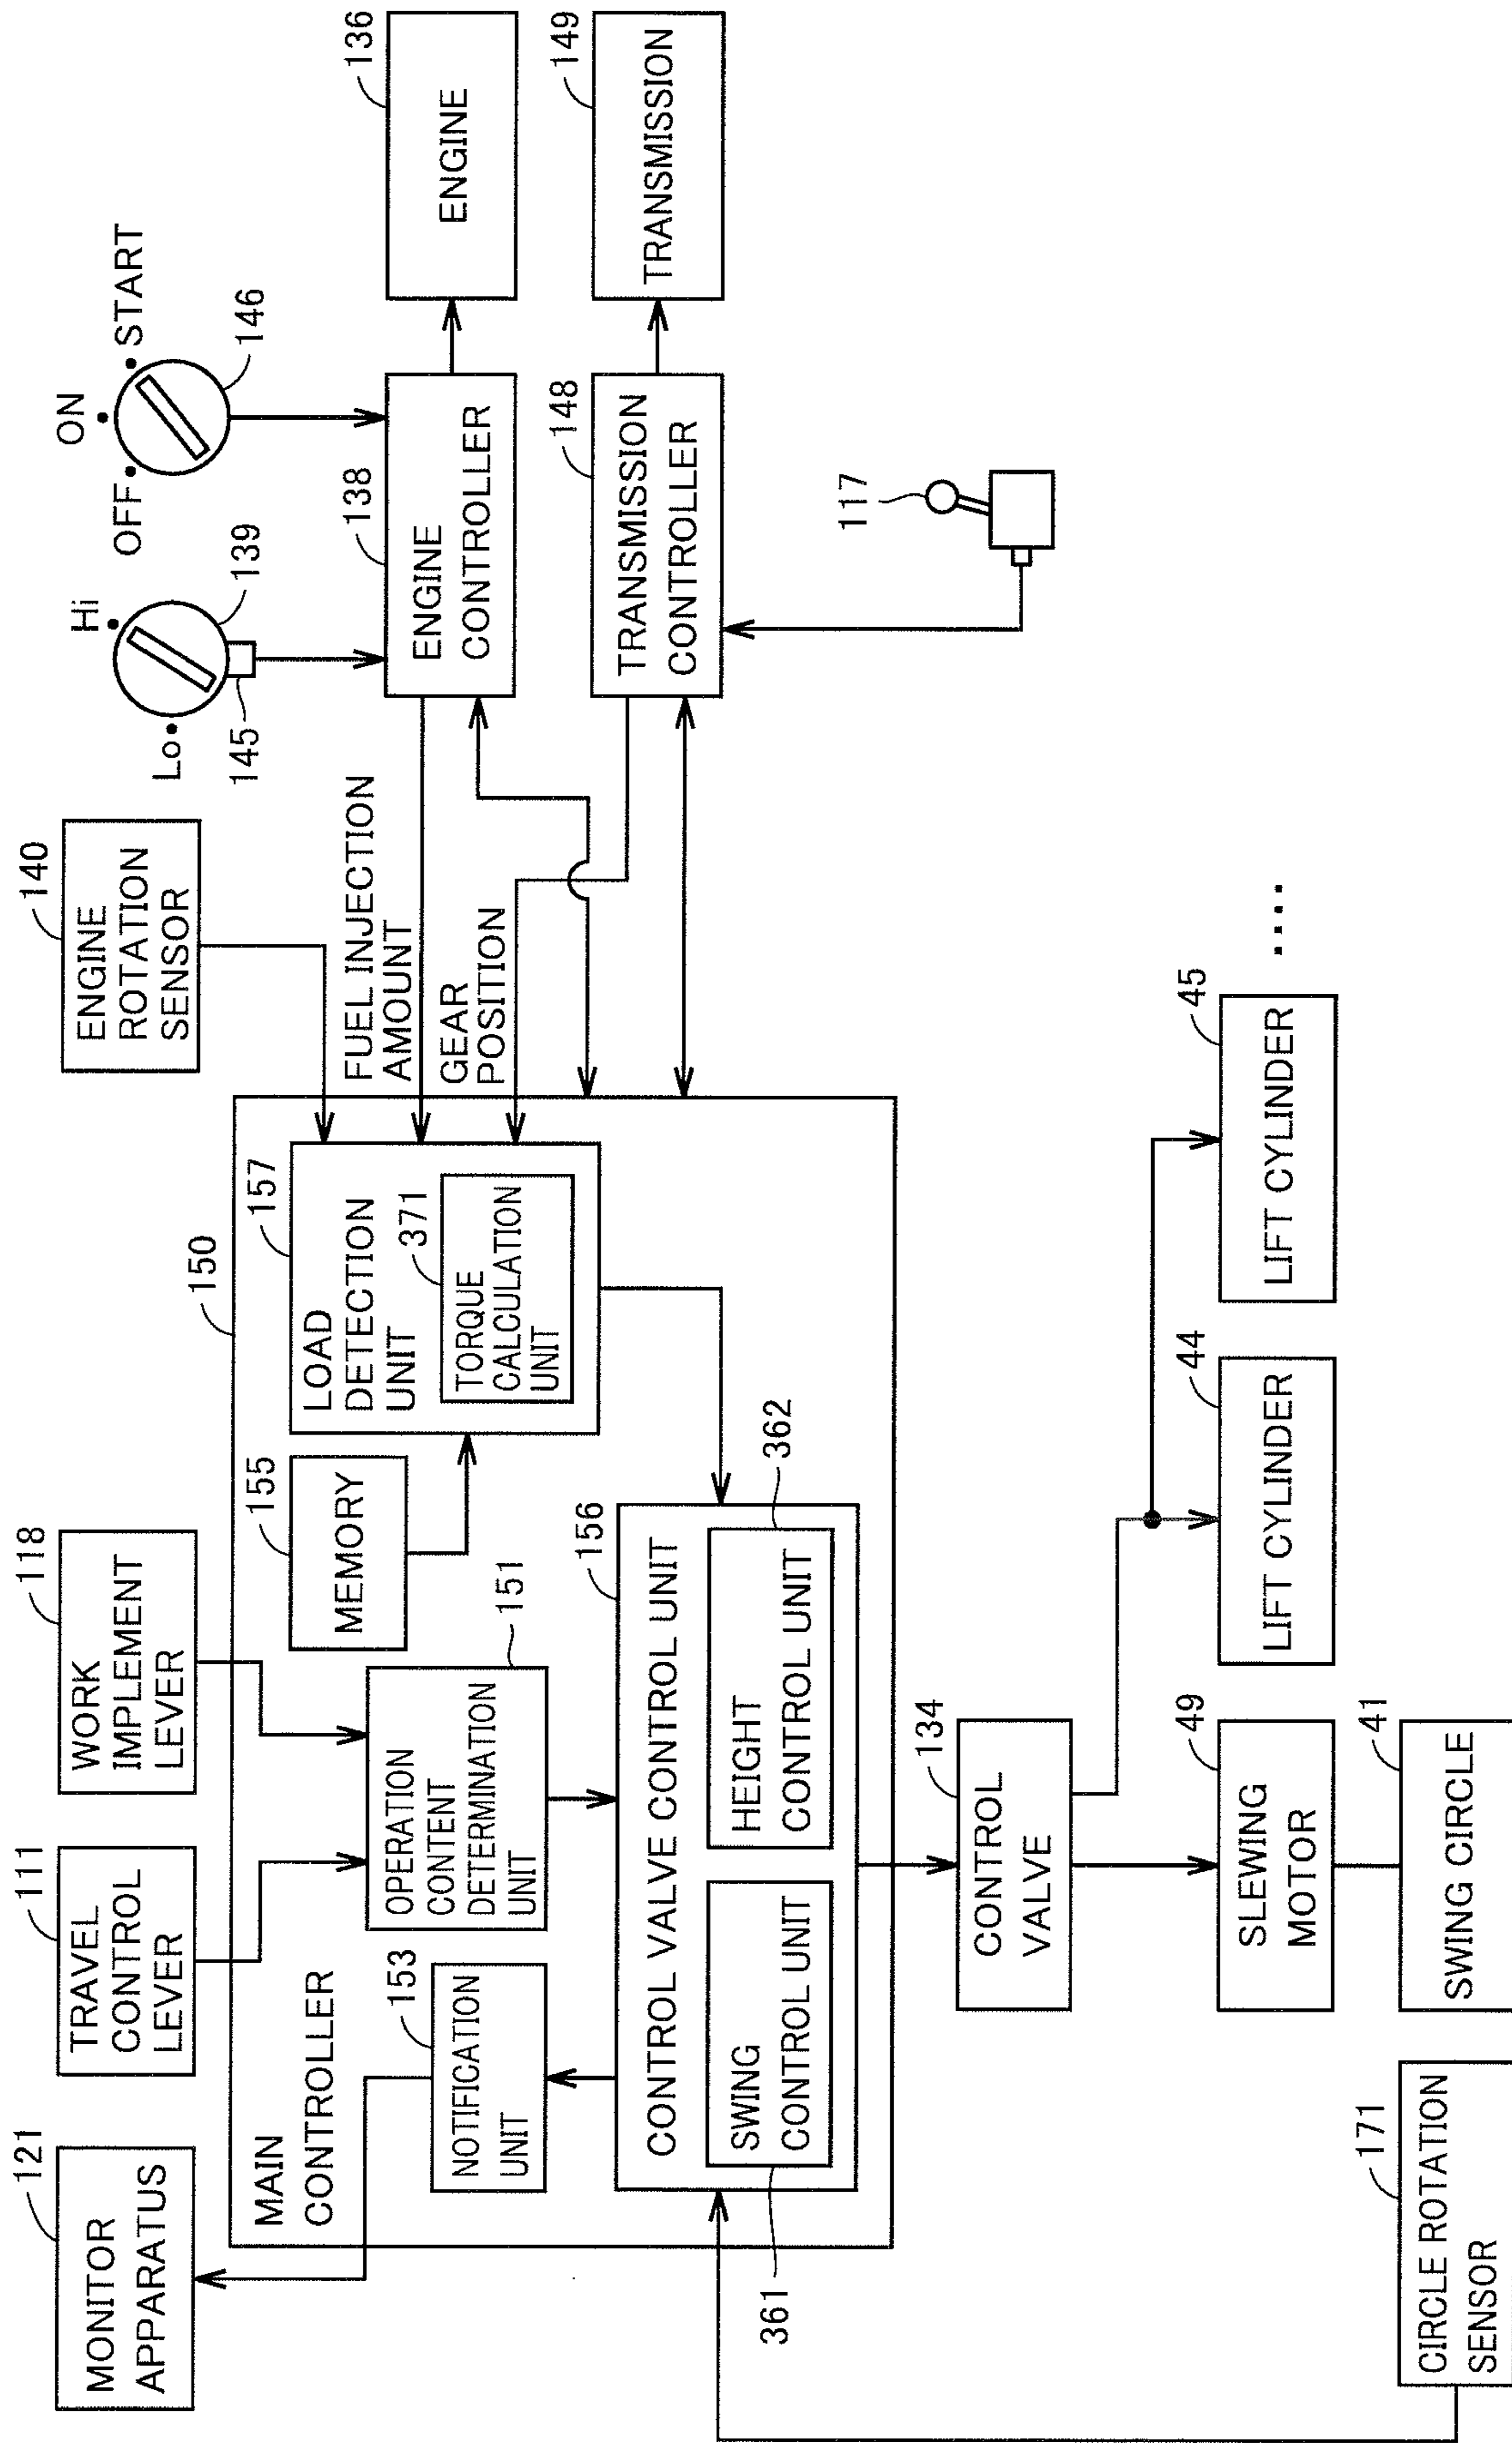 121
MONITOR
APPARATUS
111
TRAVEL
CONTROL
LEVER
118
WORK
IMPLEMENT
LEVER
140
ENGINE
ROTATION
SENSOR
Lo
Hi
139
145
OFF
ON
START
146
150
MAIN
CONTROLLER
153
NOTIFICATION
UNIT
151
OPERATION
CONTENT
DETERMINATION
UNIT
155
MEMORY
157
LOAD
DETECTION
UNIT
371
TORQUE
CALCULATION
UNIT
FUEL INJECTION
AMOUNT
GEAR
POSITION
138
ENGINE
CONTROLLER
136
ENGINE
148
TRANSMISSION
CONTROLLER
149
TRANSMISSION
117
156
CONTROL VALVE CONTROL UNIT
361
SWING
CONTROL UNIT
362
HEIGHT
CONTROL UNIT
134
CONTROL
VALVE
49
SLEWING
MOTOR
44
LIFT CYLINDER
45
LIFT CYLINDER
....
171
CIRCLE ROTATION
SENSOR
41
SWING CIRCLE